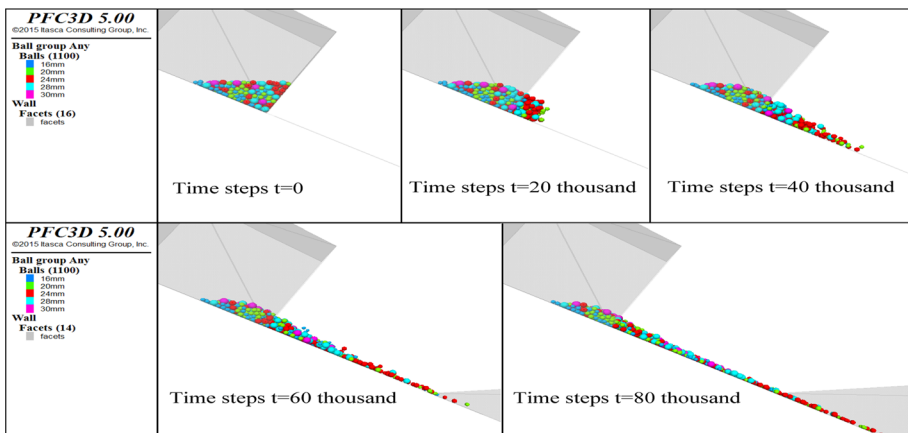 PFC3D 5.00
©2015 Itasca Consulting Group, Inc.
Ball group Any
Balls (1100)
16mm
20mm
24mm
28mm
30mm
Wall
Facets (16)
facets
Time steps t=0
Time steps t=20 thousand
Time steps t=40 thousand
PFC3D 5.00
©2015 Itasca Consulting Group, Inc.
Ball group Any
Balls (1100)
16mm
20mm
24mm
28mm
30mm
Wall
Facets (14)
facets
Time steps t=60 thousand
Time steps t=80 thousand